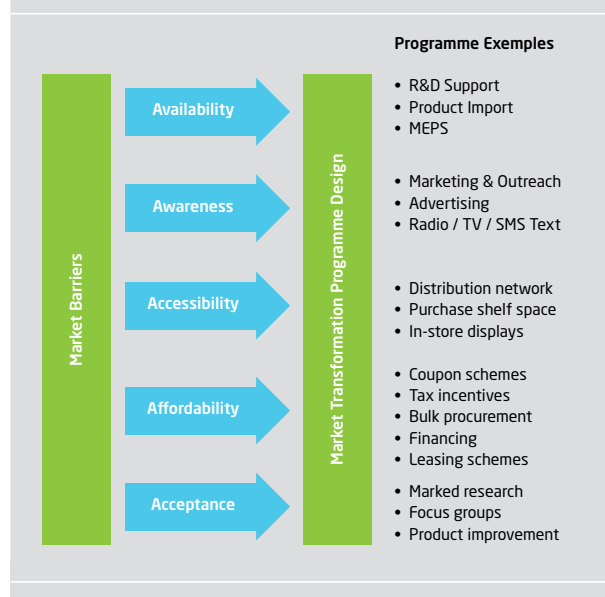 Programme Exemples
Market Barriers
Market Transformation Programme Design
Availability
• R&D Support
• Product Import
• MEPS
Awareness
• Marketing & Outreach
• Advertising
• Radio / TV / SMS Text
Accessibility
• Distribution network
• Purchase shelf space
• In-store displays
Affordability
• Coupon schemes
• Tax incentives
• Bulk procurement
• Financing
• Leasing schemes
Acceptance
• Marked research
• Focus groups
• Product improvement